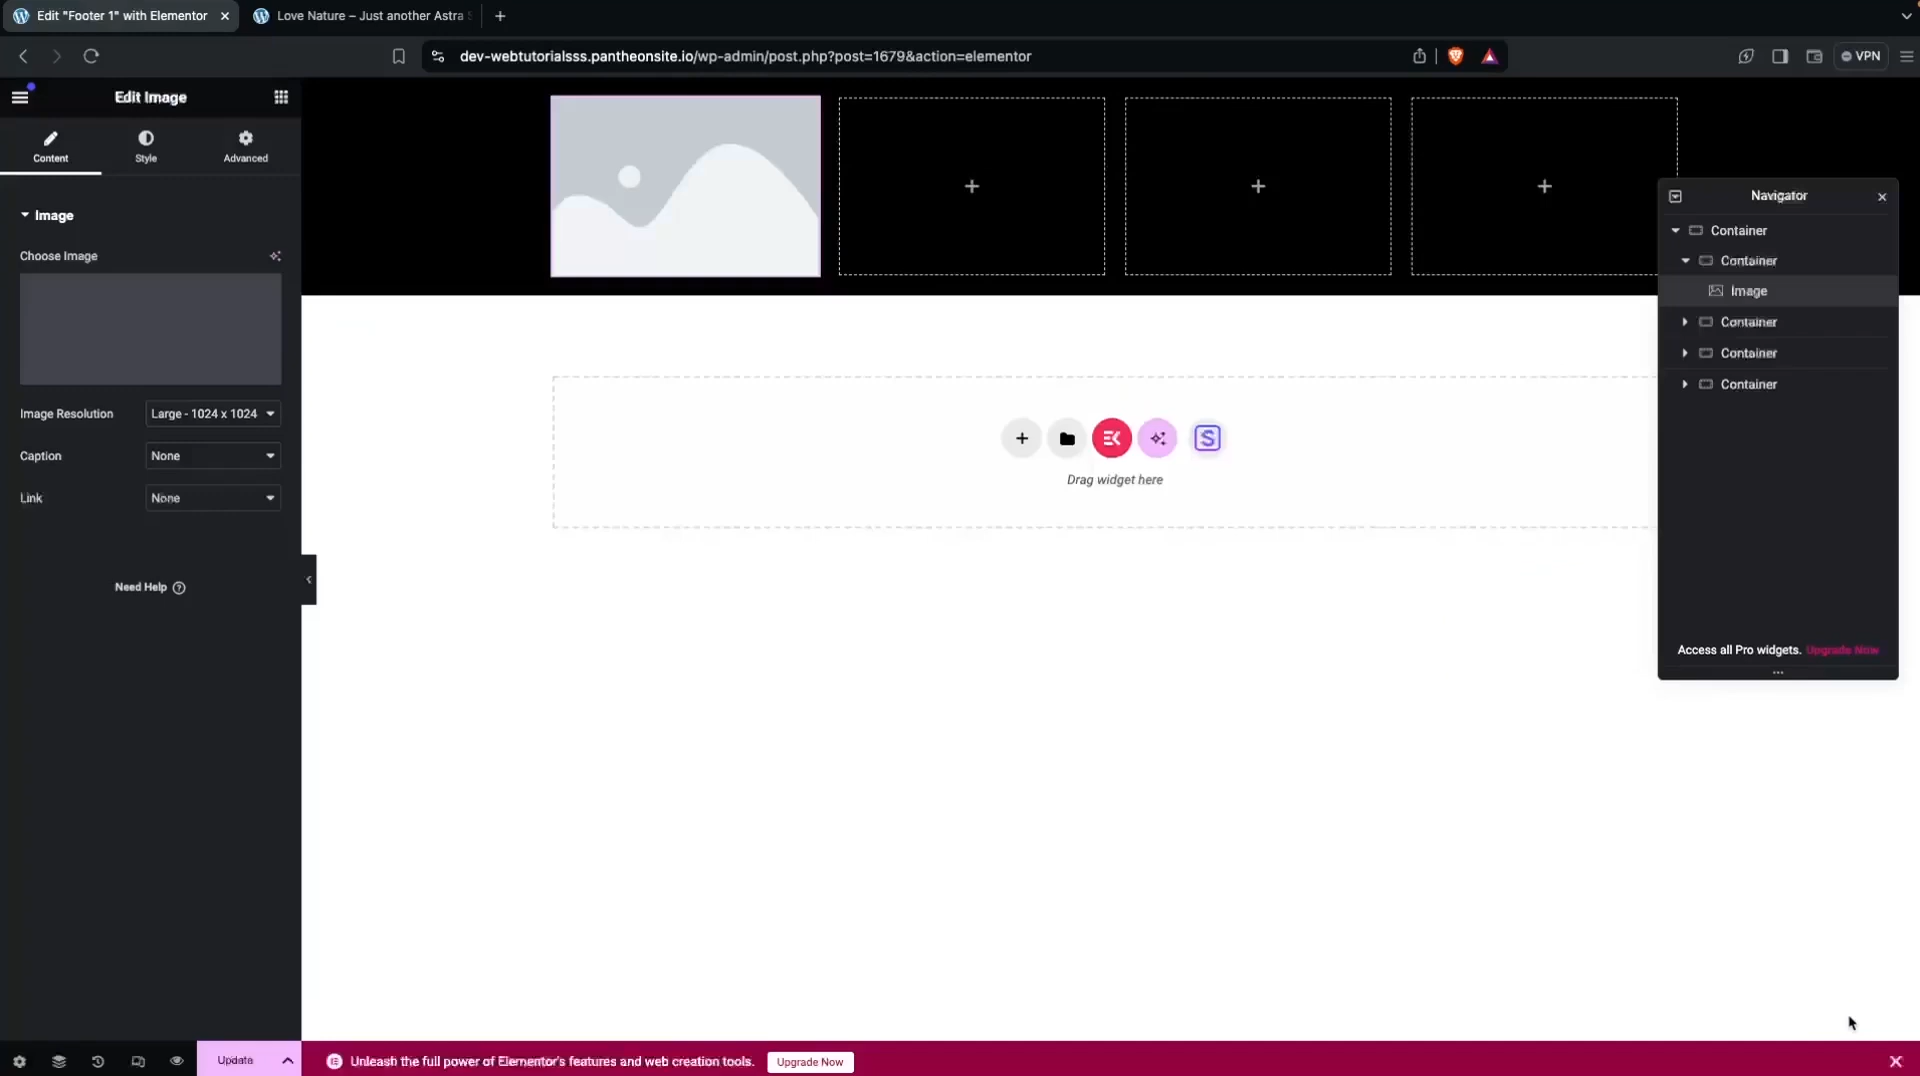 Edit "Footer 1" with Elementor
Love Nature – Just another Astra
dev-webtutorialsss.pantheonsite.io/wp-admin/post.php?post=1679&action=elementor
VPN
Edit Image
Content
Style
Advanced
Image
Choose Image
Image Resolution
Large - 1024 x 1024
Caption
None
Link
None
Need Help
Drag widget here
Navigator
Container
Container
Image
Container
Container
Container
Access all Pro widgets. Upgrade Now
Update
Unleash the full power of Elementor's features and web creation tools.
Upgrade Now